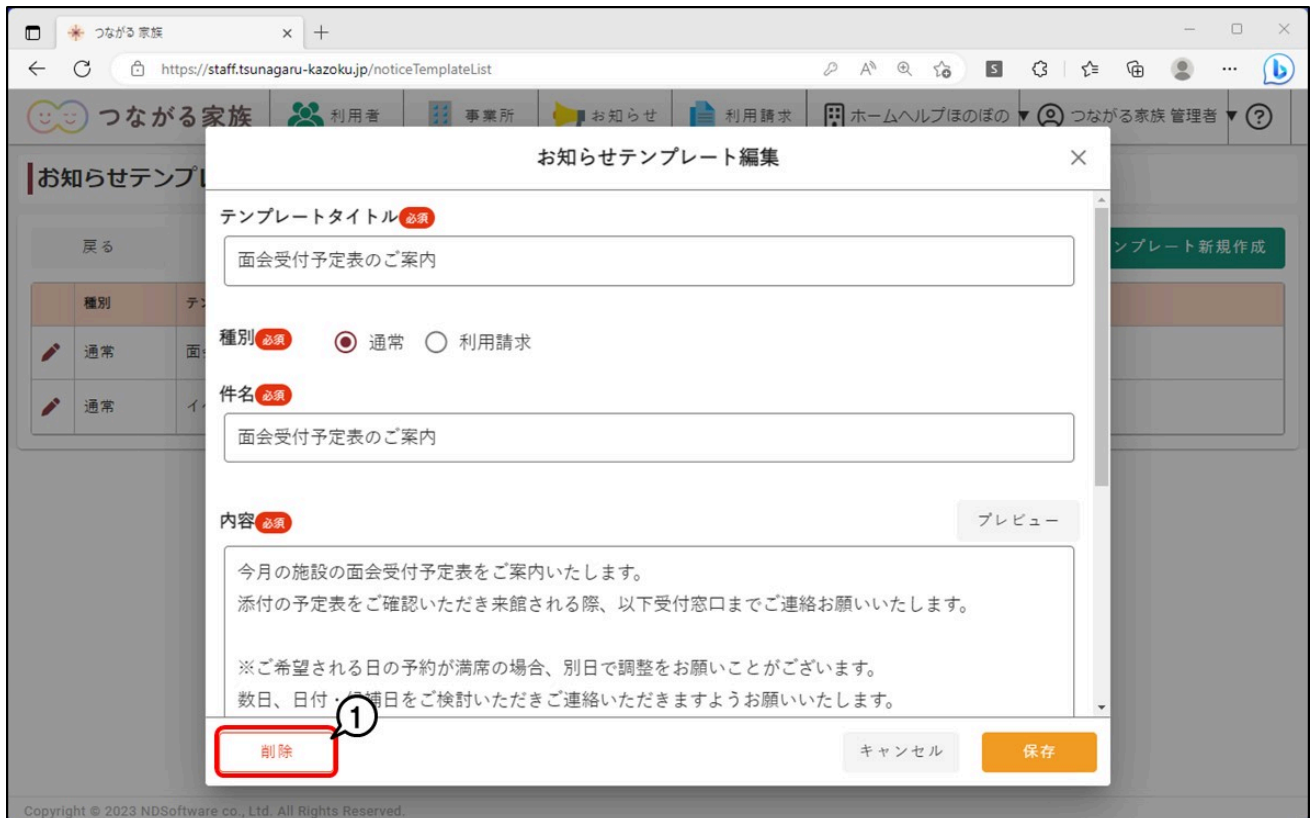 つながる家族
https://staff.tsunagaru-kazoku.jp/noticeTemplateList
つながる家族 利用者 事業所 お知らせ 利用請求 ホームヘルプほのぼの ▼ つながる家族 管理者 ▼ ?
お知らせテンプ
お知らせテンプレート編集
戻る
ンプレート新規作成
種別
通常
通常 イ
テンプレートタイトル 必須
面会受付予定表のご案内
種別 必須 通常 利用請求
件名 必須
面会受付予定表のご案内
内容 必須 プレビュー
今月の施設の面会受付予定表をご案内いたします。
添付の予定表をご確認いただき来館される際、以下受付窓口までご連絡お願いいたします。
※ご希望される日の予約が満席の場合、別日で調整をお願いことがございます。
数日、日付・候補日をご検討いただきご連絡いただきますようお願いいたします。
1
削除 キャンセル 保存
Copyright © 2023 NDSoftware co., Ltd. All Rights Reserved.